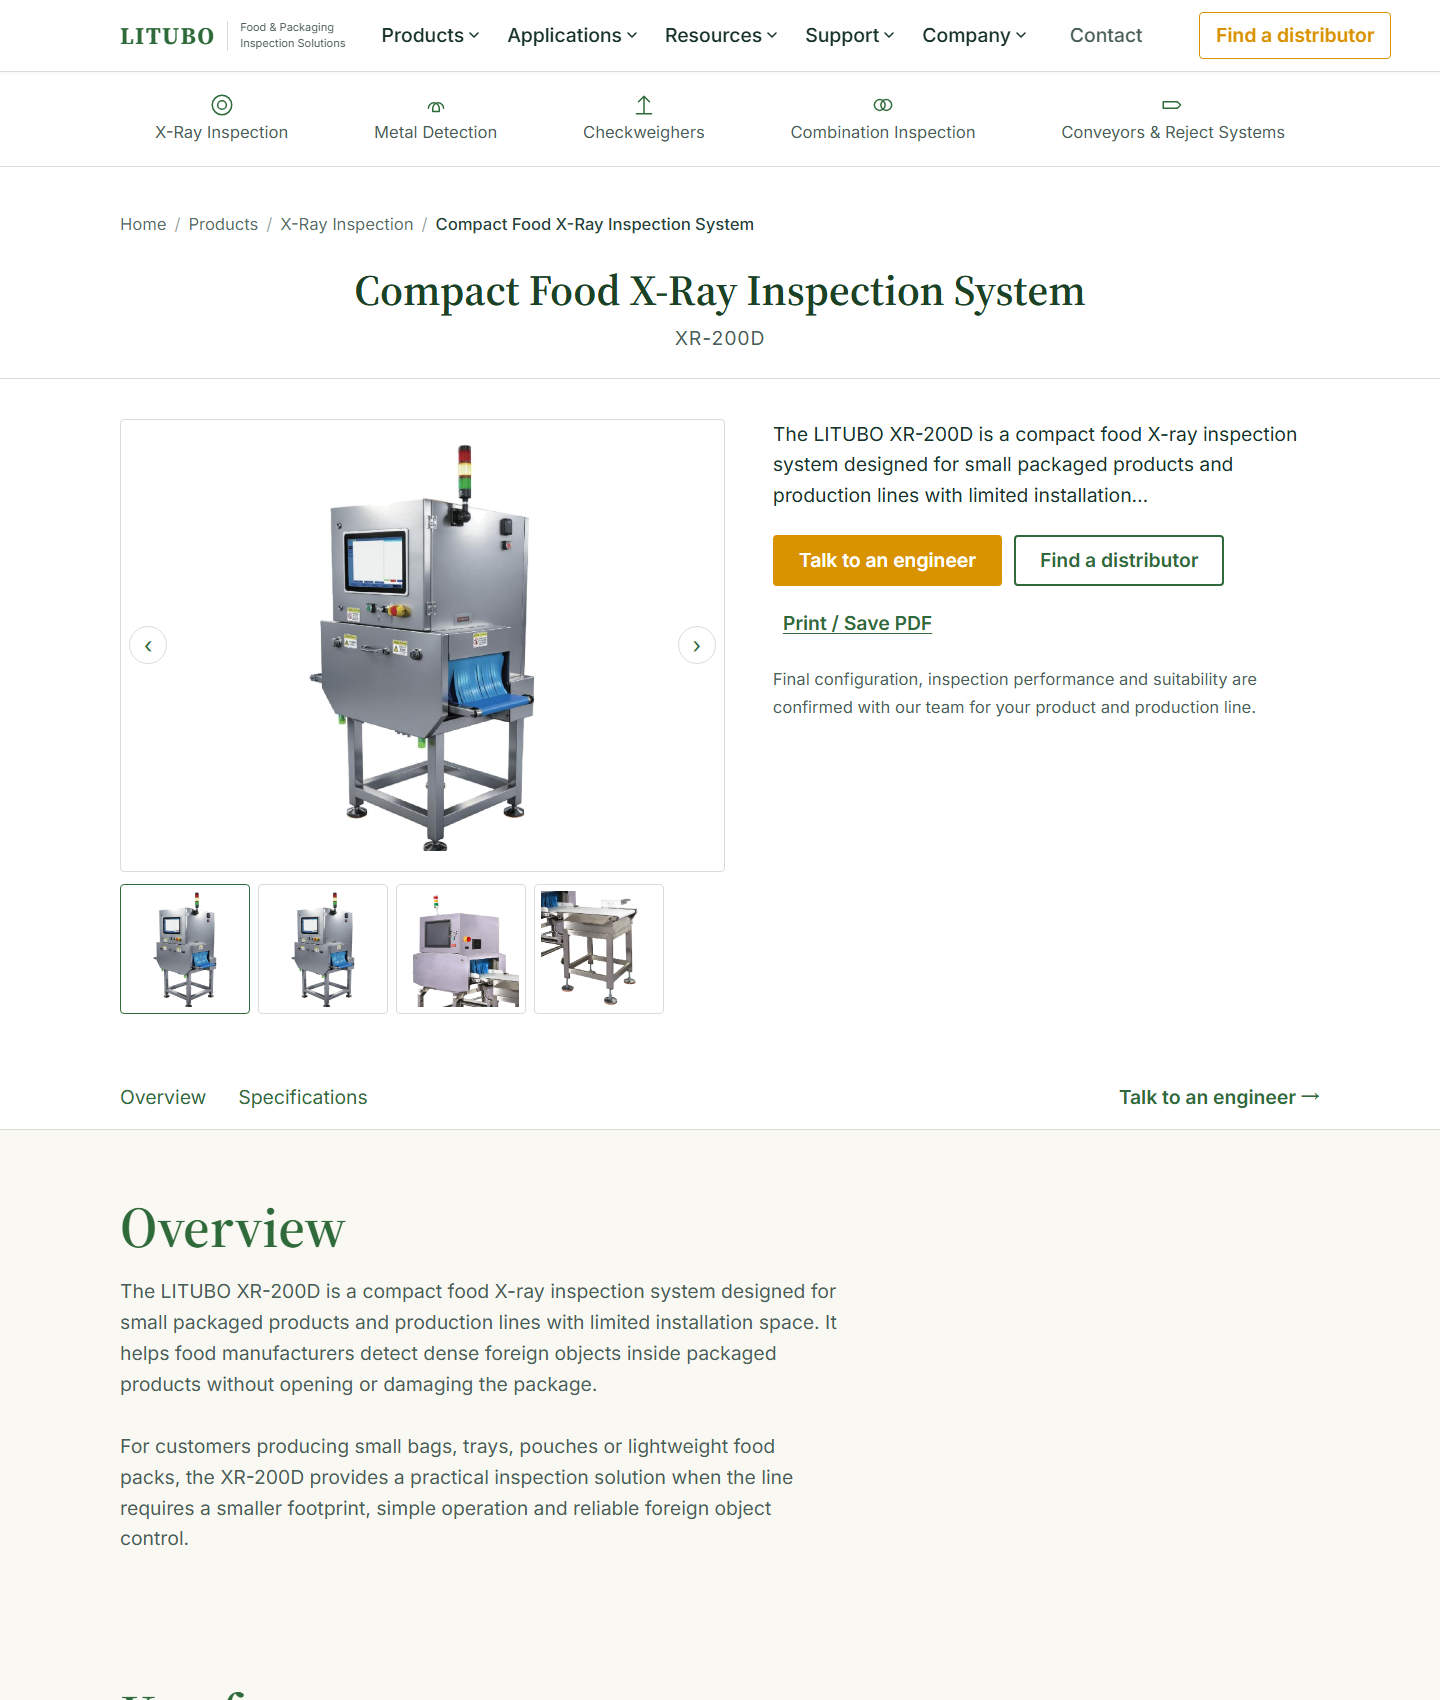 LITUBO
Food & Packaging
Inspection Solutions
Products
Applications
Resources
Support
Company
Contact
Find a distributor
X-Ray Inspection
Metal Detection
Checkweighers
Combination Inspection
Conveyors & Reject Systems
Home / Products / X-Ray Inspection / Compact Food X-Ray Inspection System
Compact Food X-Ray Inspection System
XR-200D
The LITUBO XR-200D is a compact food X-ray inspection
system designed for small packaged products and
production lines with limited installation...
Talk to an engineer
Find a distributor
Print / Save PDF
Final configuration, inspection performance and suitability are
confirmed with our team for your product and production line.
Overview
Specifications
Talk to an engineer →
Overview
The LITUBO XR-200D is a compact food X-ray inspection system designed for
small packaged products and production lines with limited installation space. It
helps food manufacturers detect dense foreign objects inside packaged
products without opening or damaging the package.
For customers producing small bags, trays, pouches or lightweight food
packs, the XR-200D provides a practical inspection solution when the line
requires a smaller footprint, simple operation and reliable foreign object
control.